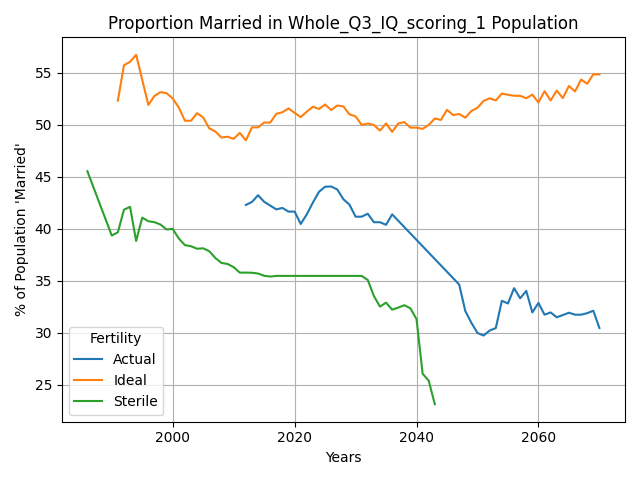 Proportion Married in Whole_Q3_IQ_scoring_1 Population
% of Population 'Married'
55
50
45
40
35
30
25
Fertility
Actual
Ideal
Sterile
2000 2020 2040 2060
Years